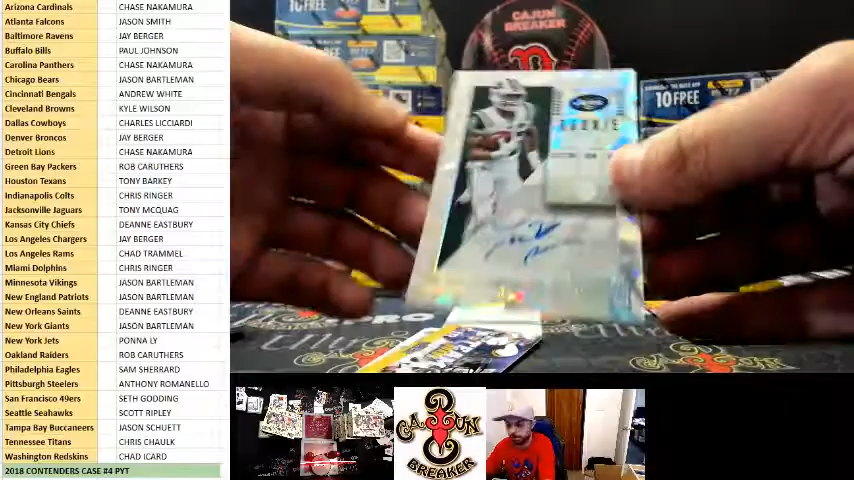 Arizona Cardinals CHASE NAKAMURA
Atlanta Falcons JASON SMITH
Baltimore Ravens JAY BERGER
Buffalo Bills PAUL JOHNSON
Carolina Panthers CHASE NAKAMURA
Chicago Bears JASON BARTLEMAN
Cincinnati Bengals ANDREW WHITE
Cleveland Browns KYLE WILSON
Dallas Cowboys CHARLES LICCIARDI
Denver Broncos JAY BERGER
Detroit Lions CHASE NAKAMURA
Green Bay Packers ROB CARUTHERS
Houston Texans TONY BARKEY
Indianapolis Colts CHRIS RINGER
Jacksonville Jaguars TONY MCQUAG
Kansas City Chiefs DEANNE EASTBURY
Los Angeles Chargers JAY BERGER
Los Angeles Rams CHAD TRAMMEL
Miami Dolphins CHRIS RINGER
Minnesota Vikings JASON BARTLEMAN
New England Patriots JASON BARTLEMAN
New Orleans Saints DEANNE EASTBURY
New York Giants JASON BARTLEMAN
New York Jets PONNA LY
Oakland Raiders ROB CARUTHERS
Philadelphia Eagles SAM SHERRARD
Pittsburgh Steelers ANTHONY ROMANELLO
San Francisco 49ers SETH GODDING
Seattle Seahawks SCOTT RIPLEY
Tampa Bay Buccaneers JASON SCHUETT
Tennessee Titans CHRIS CHAULK
Washington Redskins CHAD ICARD
2018 CONTENDERS CASE #4 PYT
CAJUN
BREAKER
ROOKIE
10 FREE
CAJUN
BREAKER